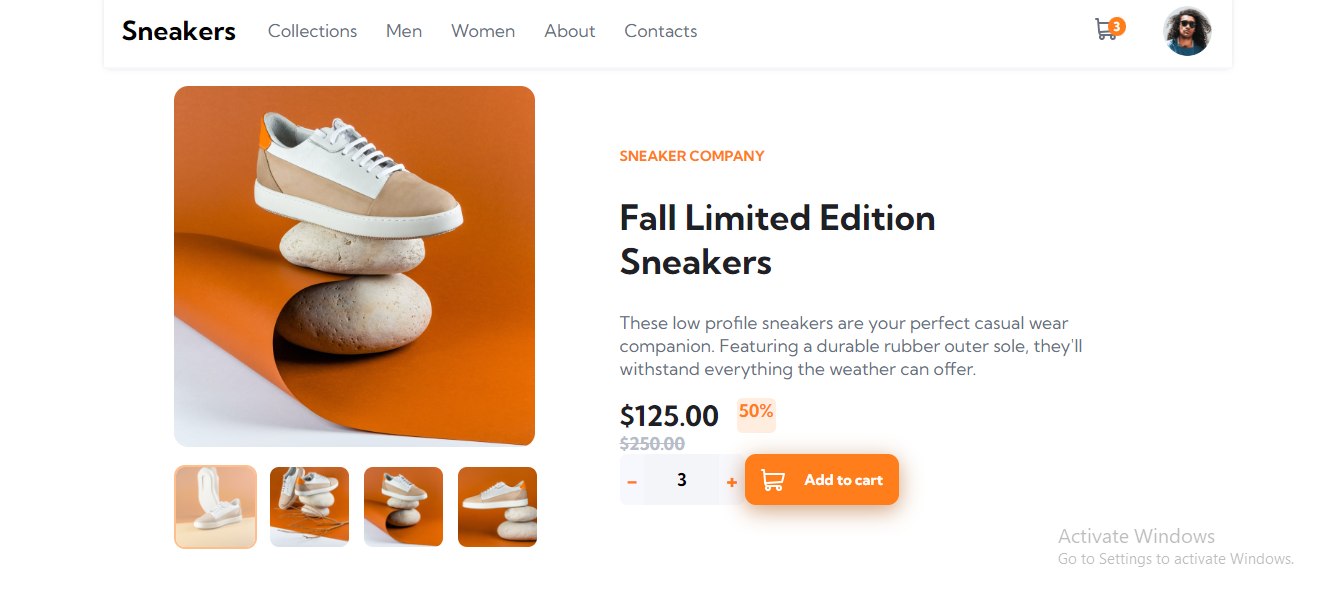 Sneakers Collections Men Women About Contacts 3
SNEAKER COMPANY
Fall Limited Edition
Sneakers
These low profile sneakers are your perfect casual wear
companion. Featuring a durable rubber outer sole, they'll
withstand everything the weather can offer.
$125.00 50%
$250.00
− 3 + Add to cart
Activate Windows
Go to Settings to activate Windows.